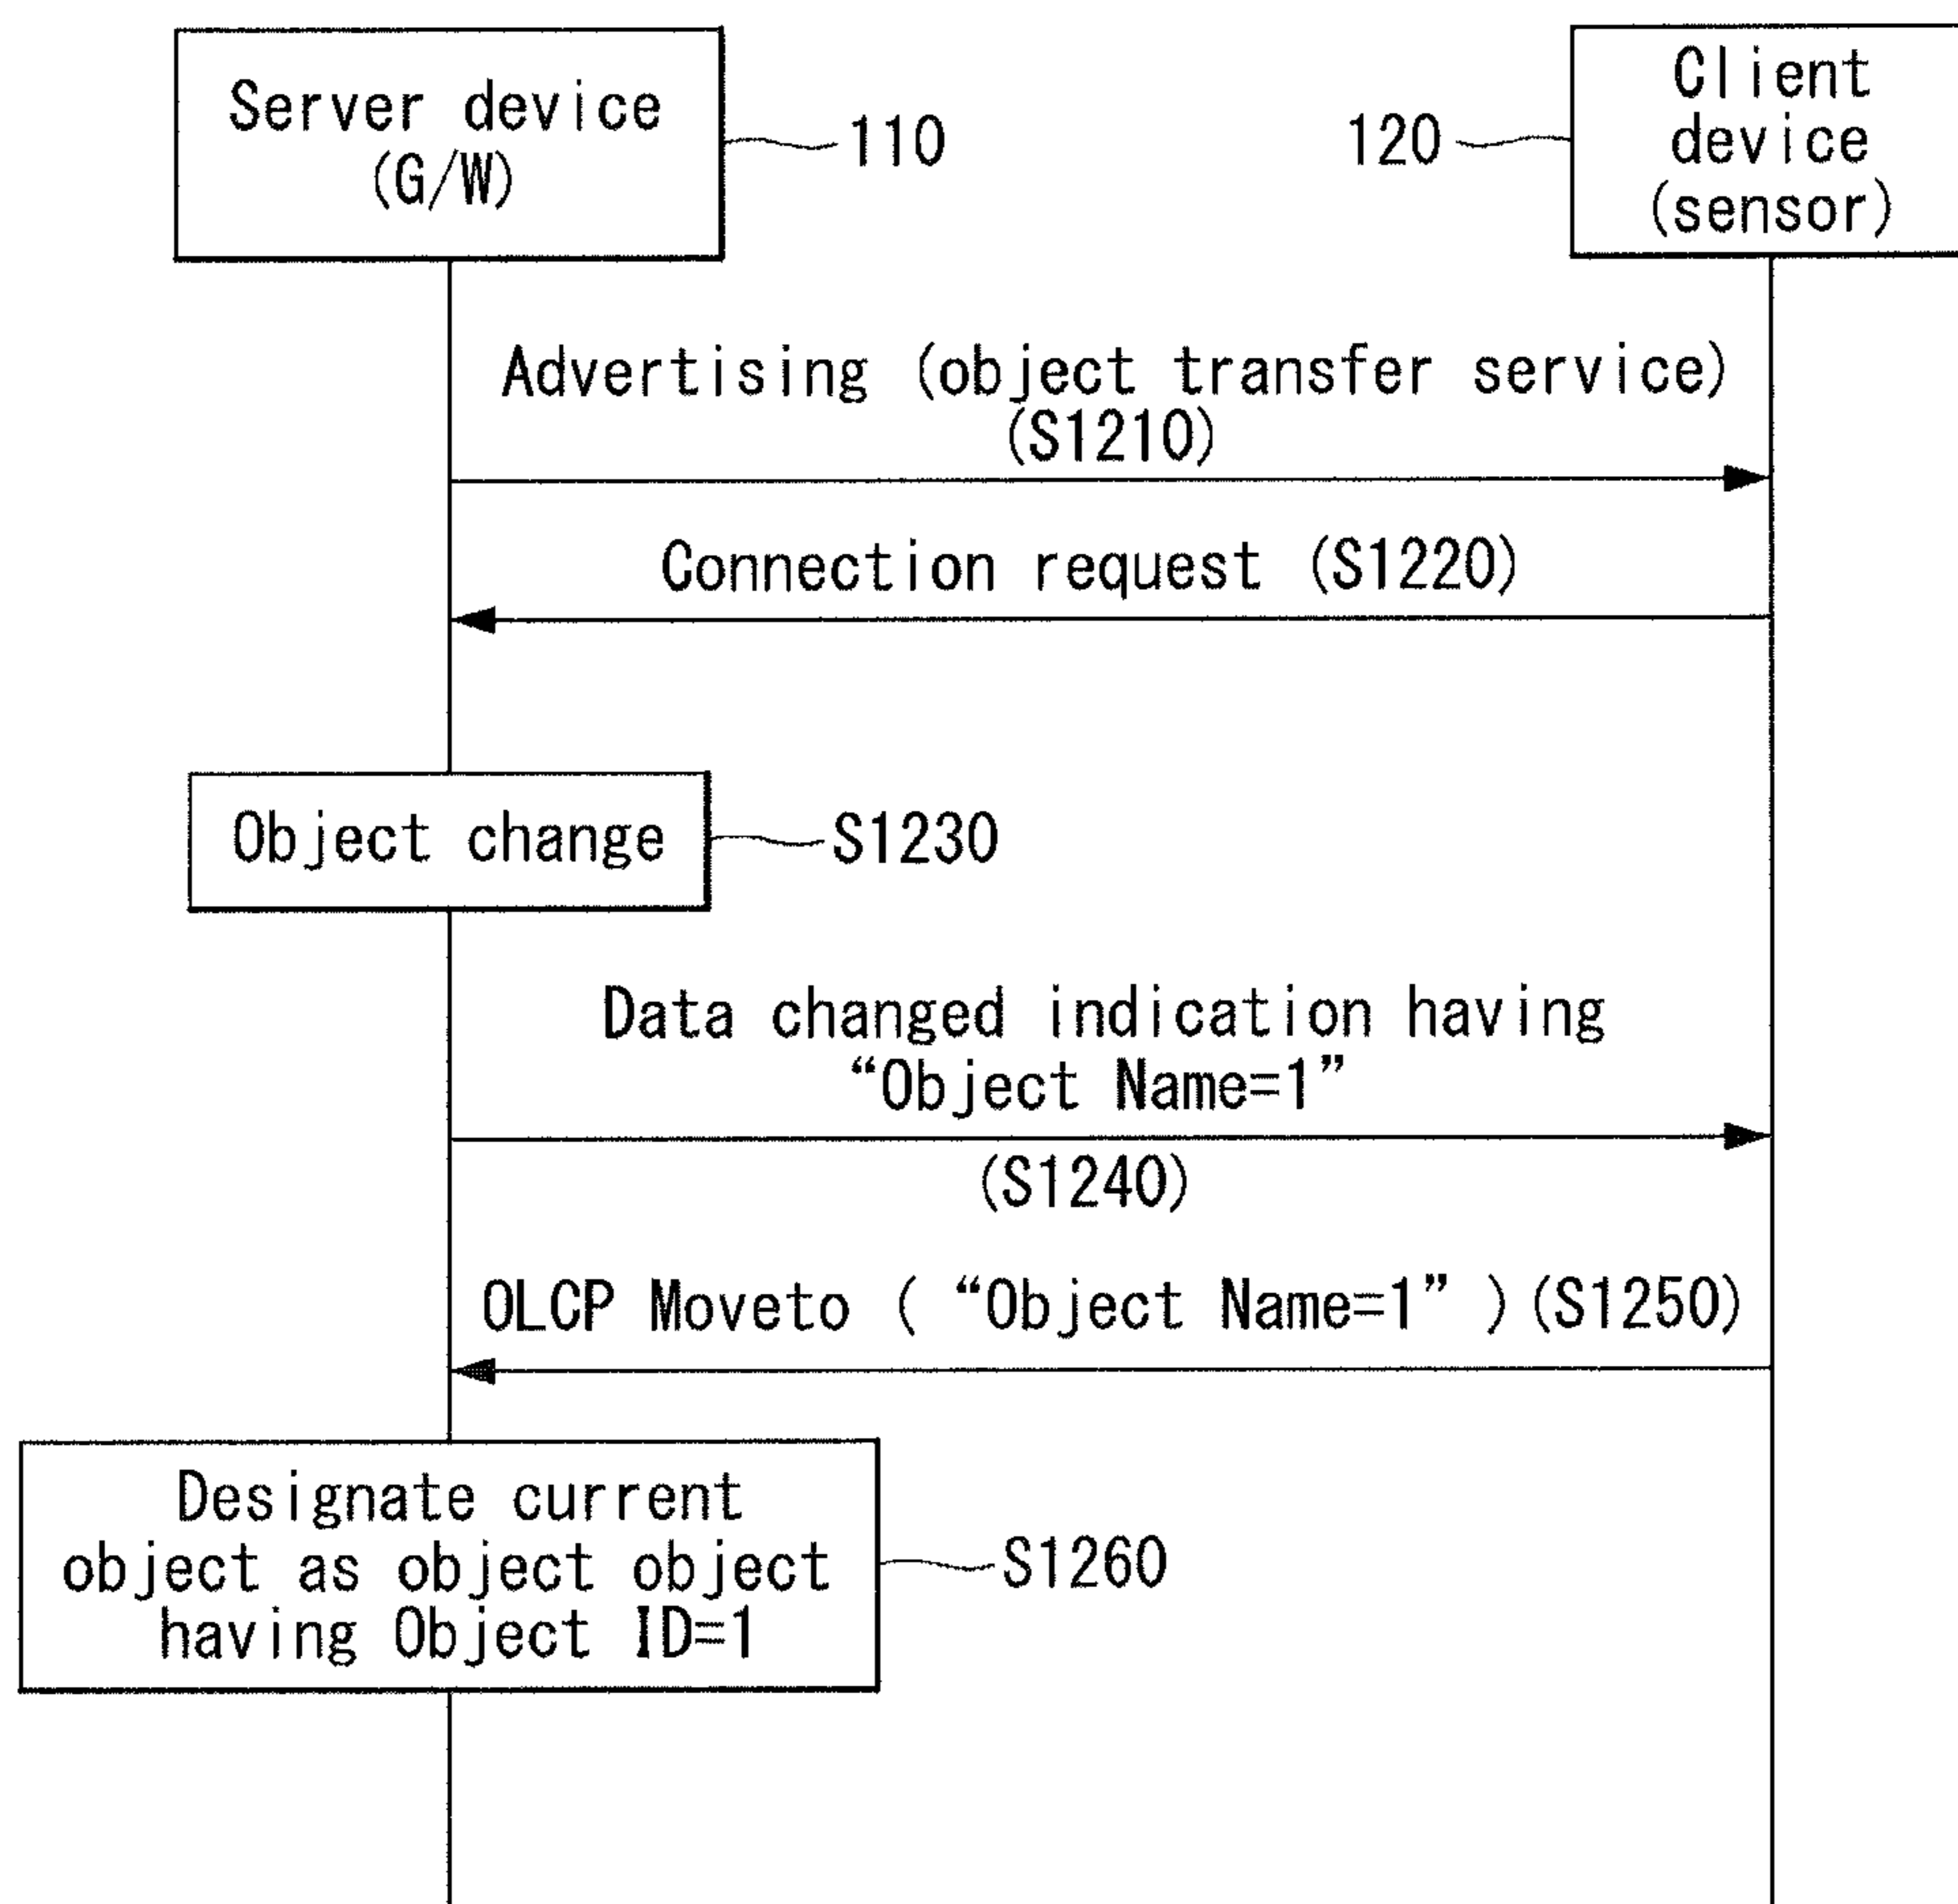 Server device
(G/W)
110
120
Client
device
(sensor)
Advertising (object transfer service)
(S1210)
Connection request (S1220)
Object change
S1230
Data changed indication having
“Object Name=1”
(S1240)
OLCP Moveto ( “Object Name=1” ) (S1250)
Designate current
object as object object
having Object ID=1
S1260